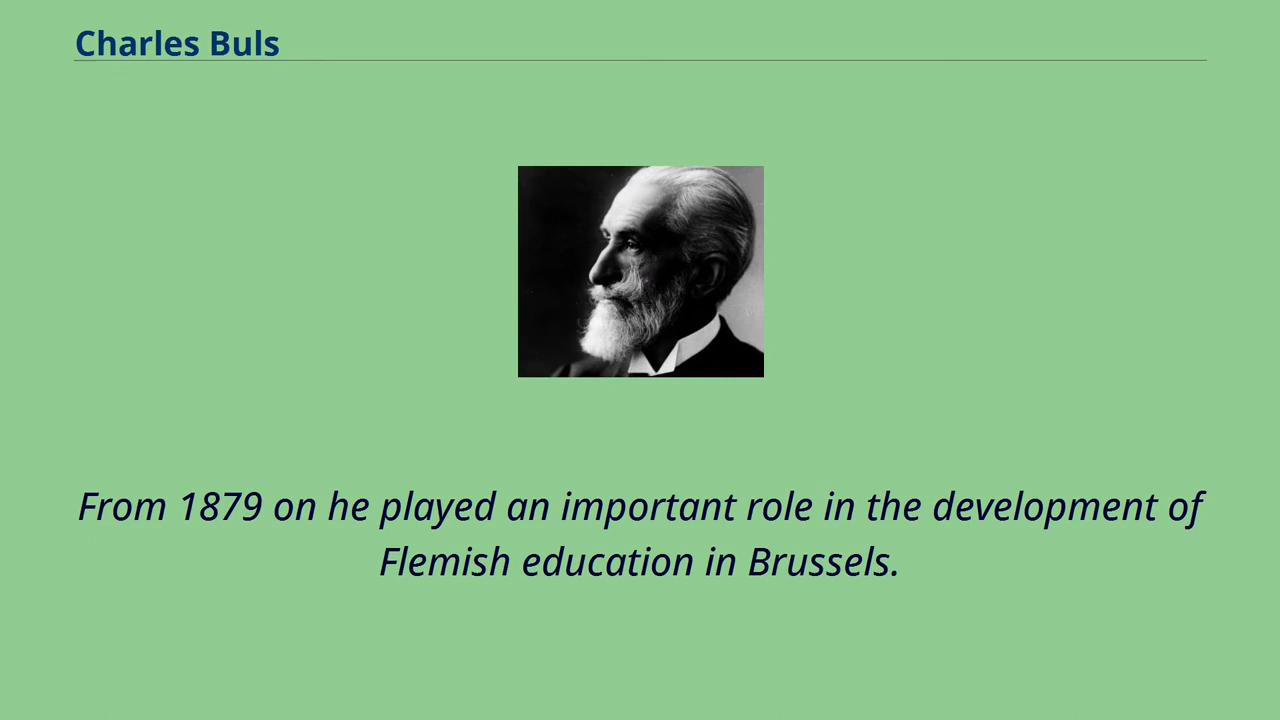 Charles Buls
From 1879 on he played an important role in the development of
Flemish education in Brussels.